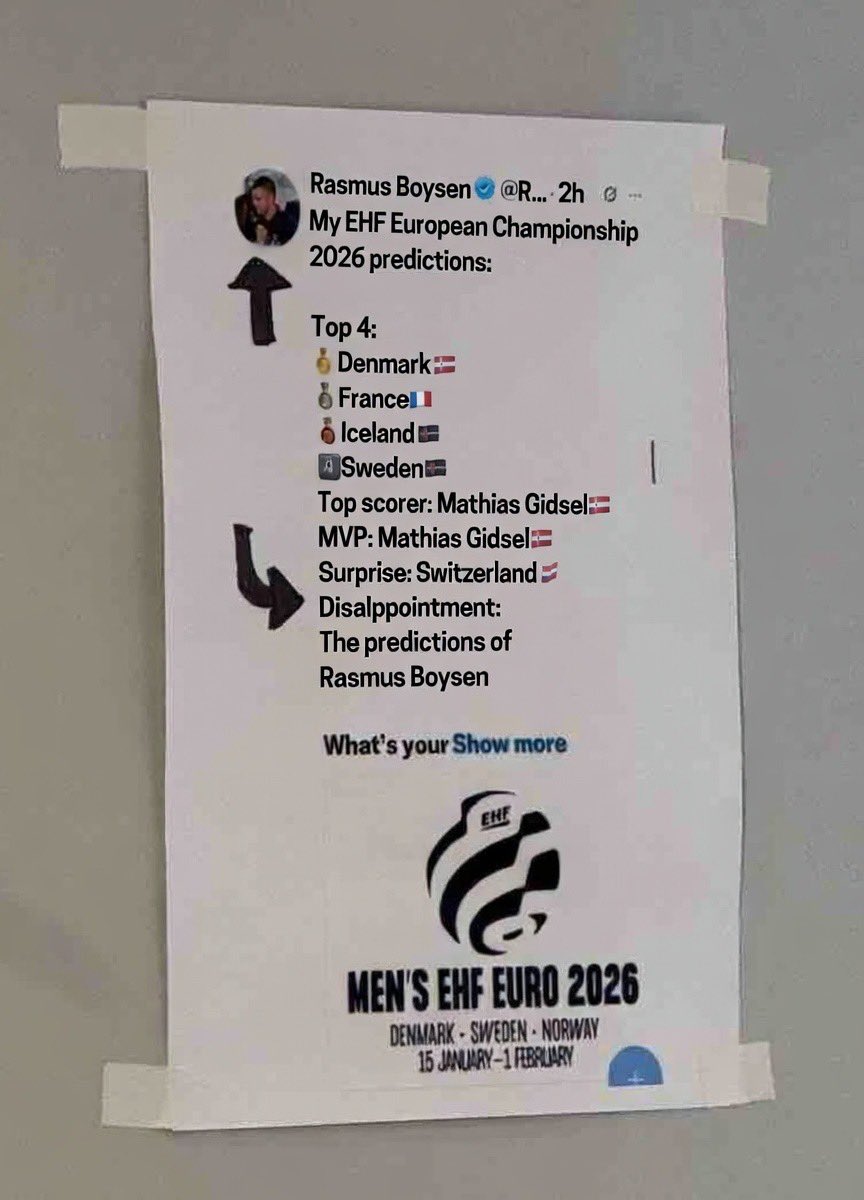 Rasmus Boysen @R... · 2h
My EHF European Championship
2026 predictions:
Top 4:
🥇Denmark🇩🇰
🥈France🇫🇷
🥉Iceland🇮🇸
Sweden🇮🇸
Top scorer: Mathias Gidsel🇩🇰
MVP: Mathias Gidsel🇩🇰
Surprise: Switzerland
Disalppointment:
The predictions of
Rasmus Boysen
What's your Show more
EHF
MEN'S EHF EURO 2026
DENMARK · SWEDEN · NORWAY
15 JANUARY–1 FEBRUARY